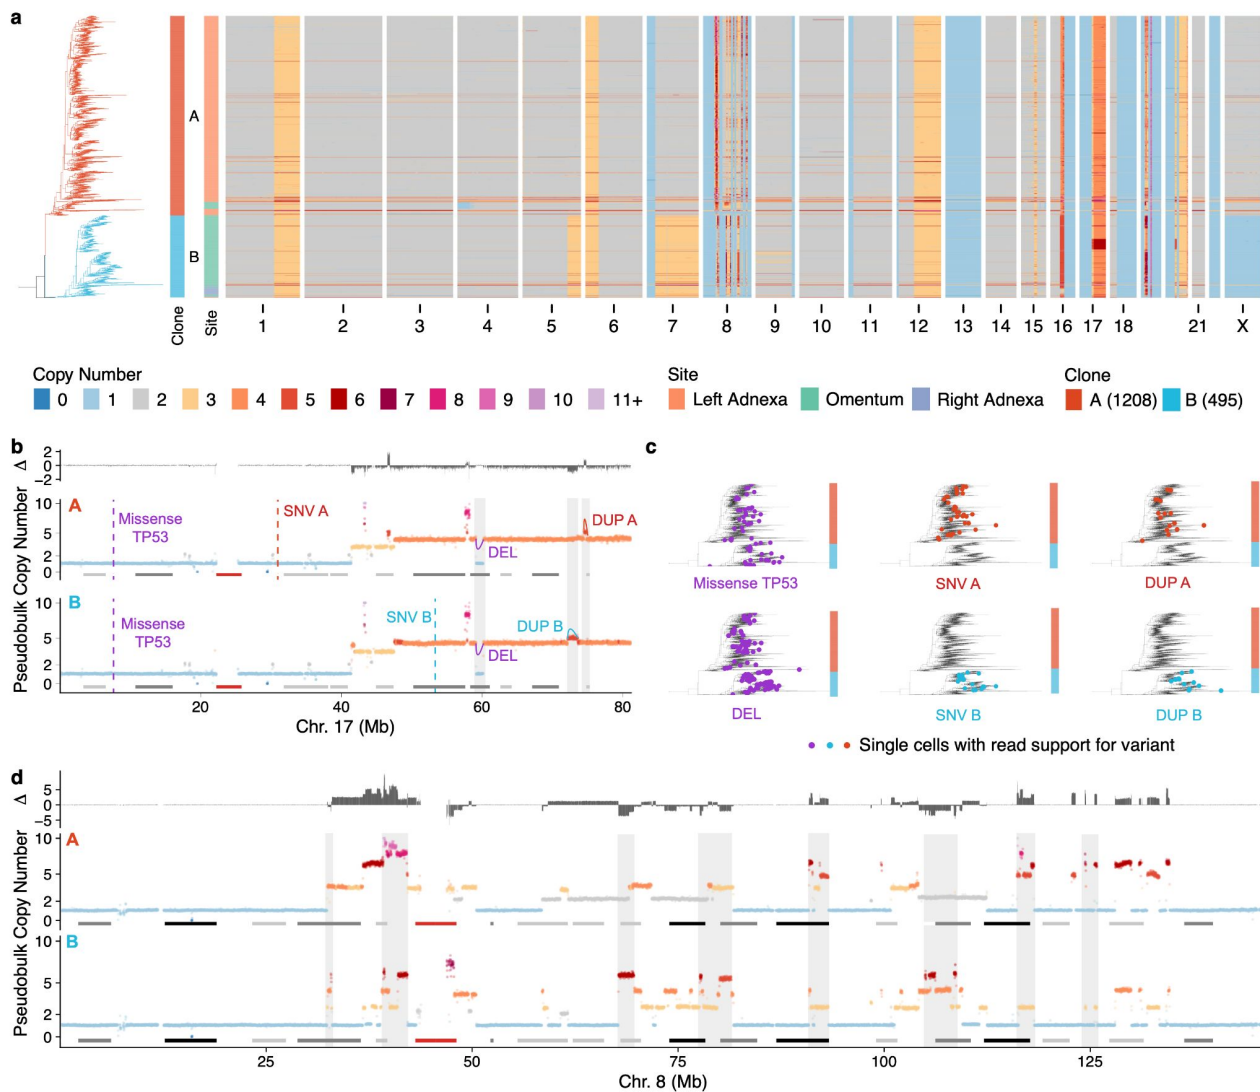 a
A
B
Clone
Site
1 2 3 4 5 6 7 8 9 10 11 12 13 14 15 16 17 18 21 X
Copy Number
0 1 2 3 4 5 6 7 8 9 10 11+
Site
Left Adnexa Omentum Right Adnexa
Clone
A (1208) B (495)
b
Δ
2
0
−2
Pseudobulk Copy Number
A
10
5
2
0
Missense
TP53
SNV A
DEL
DUP A
B
10
5
2
0
Missense
TP53
SNV B
DUP B
DEL
20 40 60 80
Chr. 17 (Mb)
c
Missense TP53 SNV A DUP A
DEL SNV B DUP B
Single cells with read support for variant
d
Δ
5
0
−5
Pseudobulk Copy Number
A
10
5
2
0
B
10
5
2
0
25 50 75 100 125
Chr. 8 (Mb)